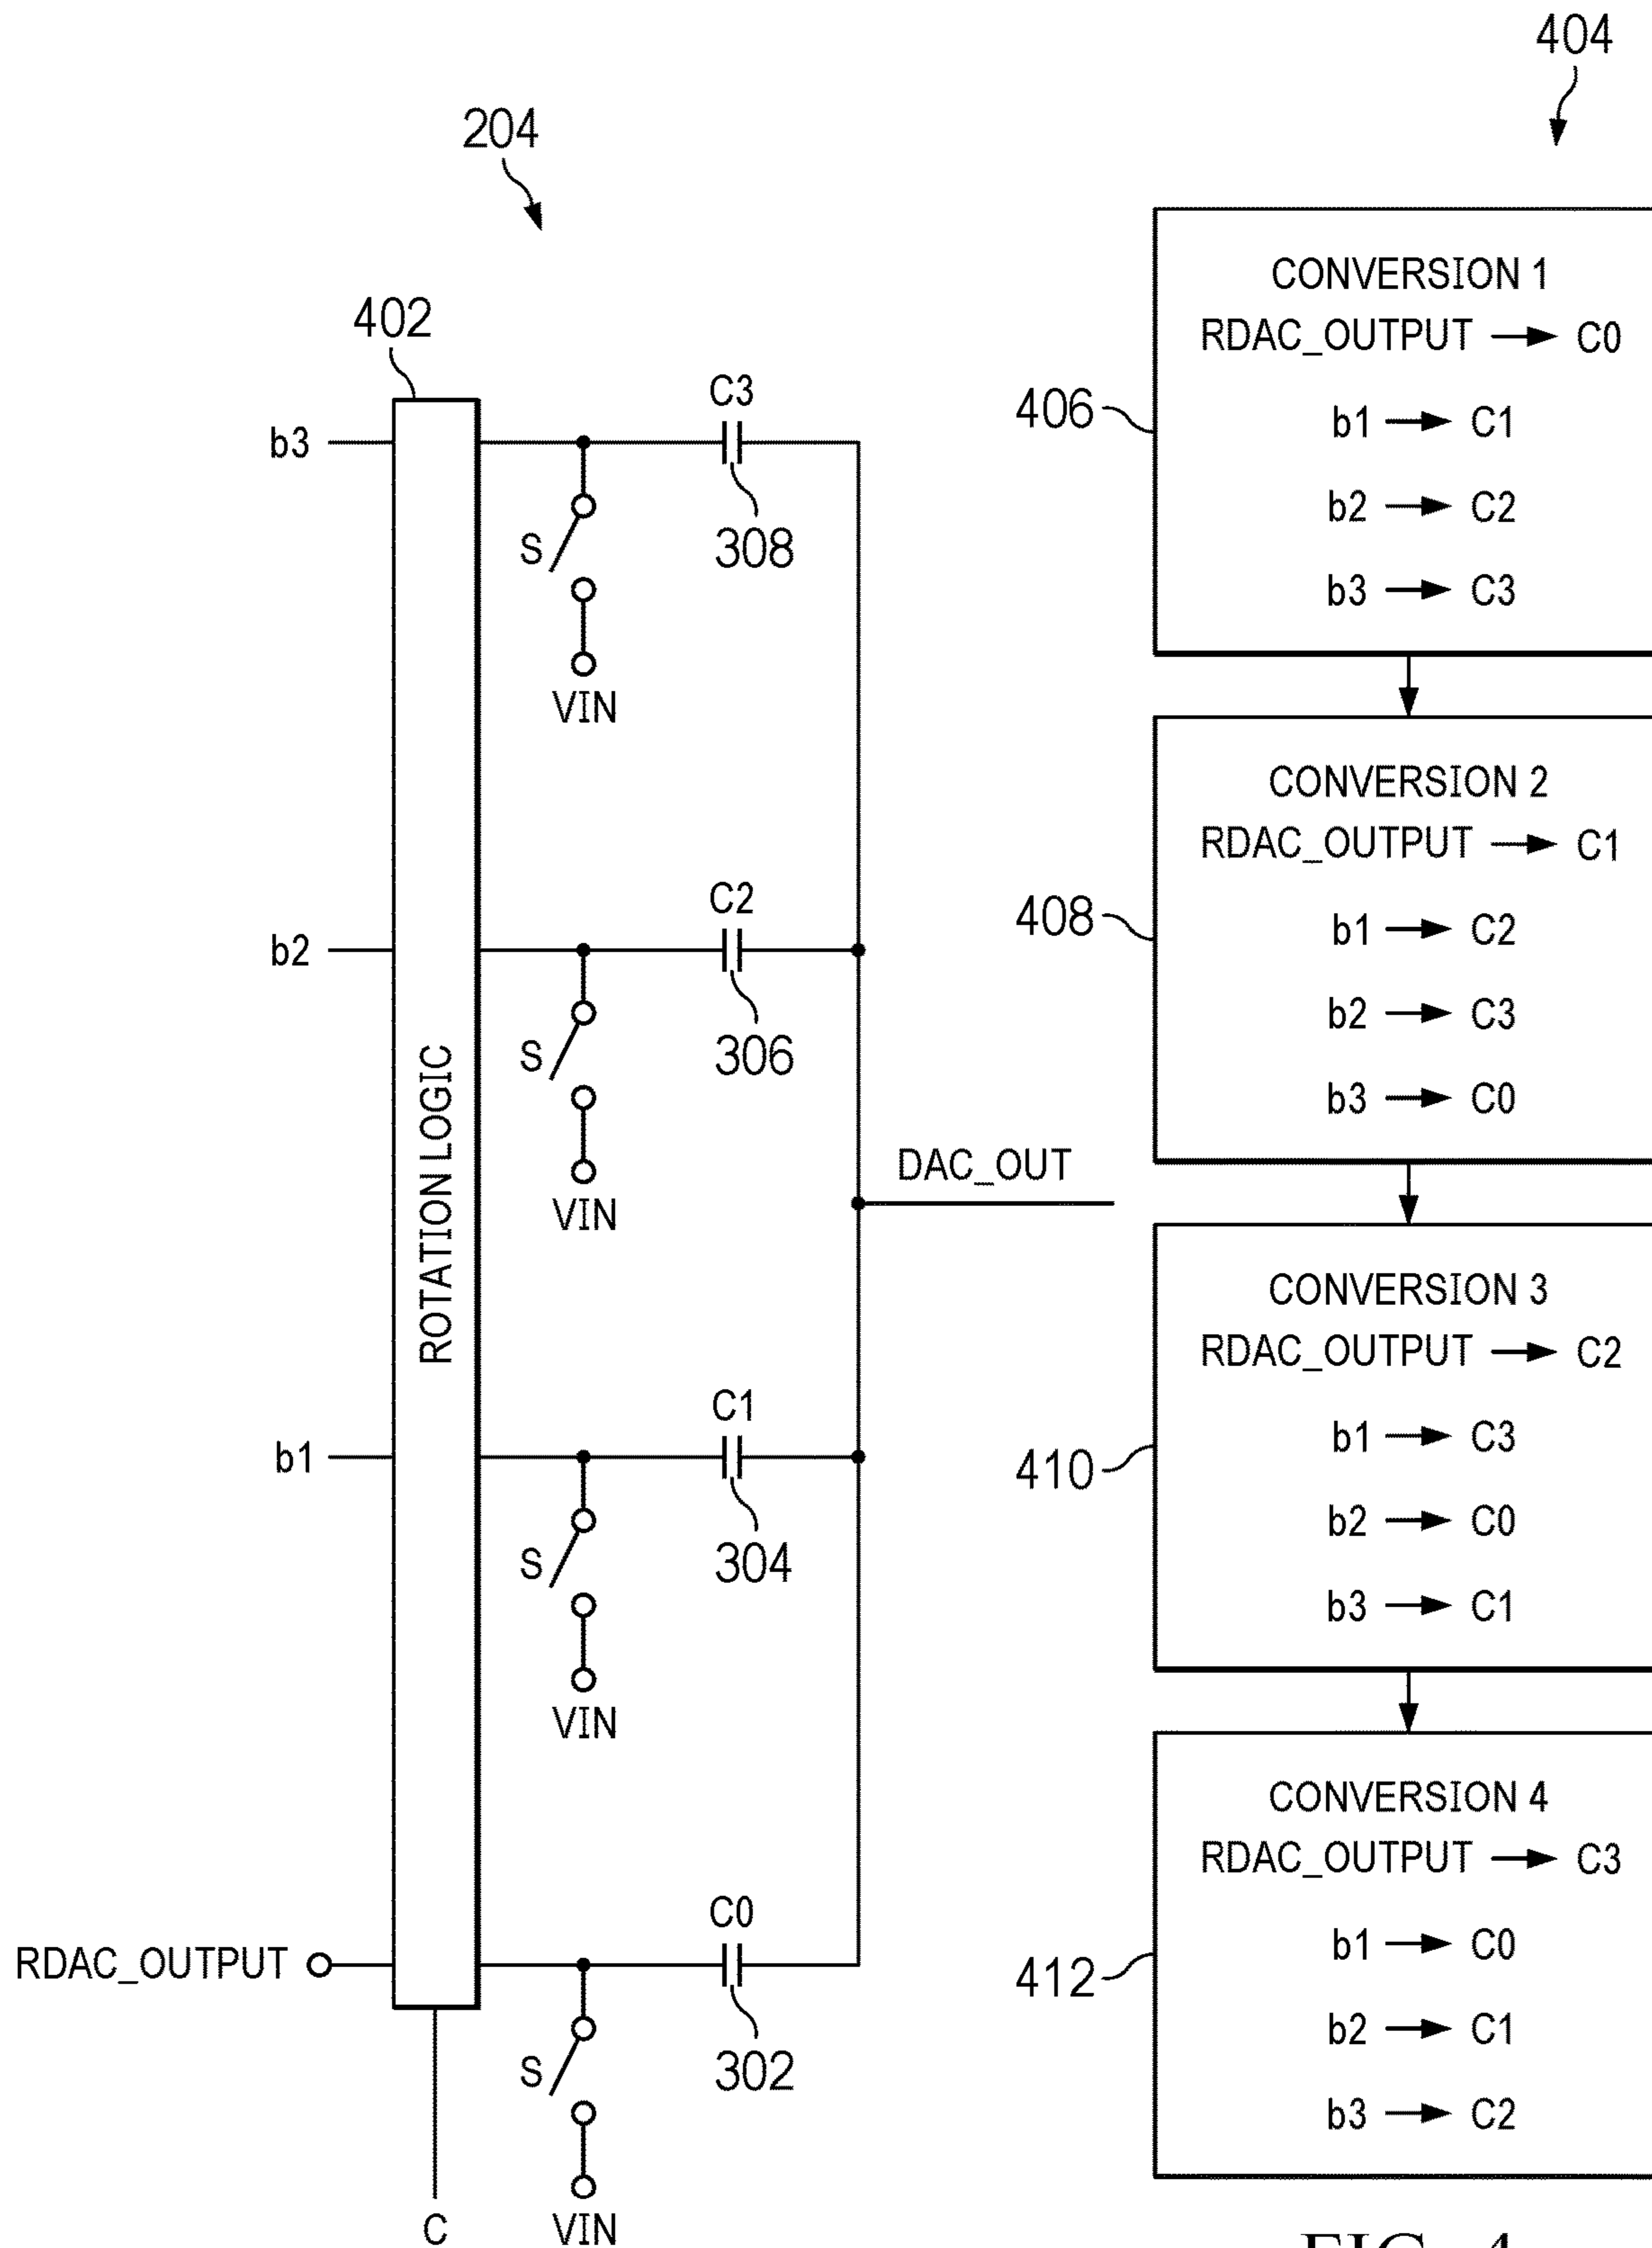 204
402
b3
C3
308
S
VIN
b2
C2
306
S
VIN
ROTATION LOGIC
DAC_OUT
b1
C1
304
S
VIN
RDAC_OUTPUT
C0
302
S
VIN
C
404
406
CONVERSION 1
RDAC_OUTPUT → C0
b1 → C1
b2 → C2
b3 → C3
408
CONVERSION 2
RDAC_OUTPUT → C1
b1 → C2
b2 → C3
b3 → C0
410
CONVERSION 3
RDAC_OUTPUT → C2
b1 → C3
b2 → C0
b3 → C1
412
CONVERSION 4
RDAC_OUTPUT → C3
b1 → C0
b2 → C1
b3 → C2